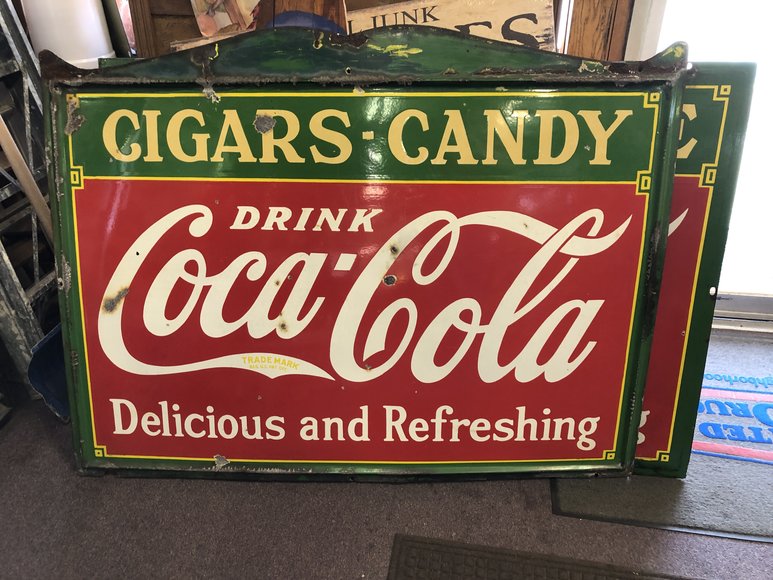 JUNK
CIGARS-CANDY
DRINK
Coca-Cola
TRADE MARK
Delicious and Refreshing
E
g